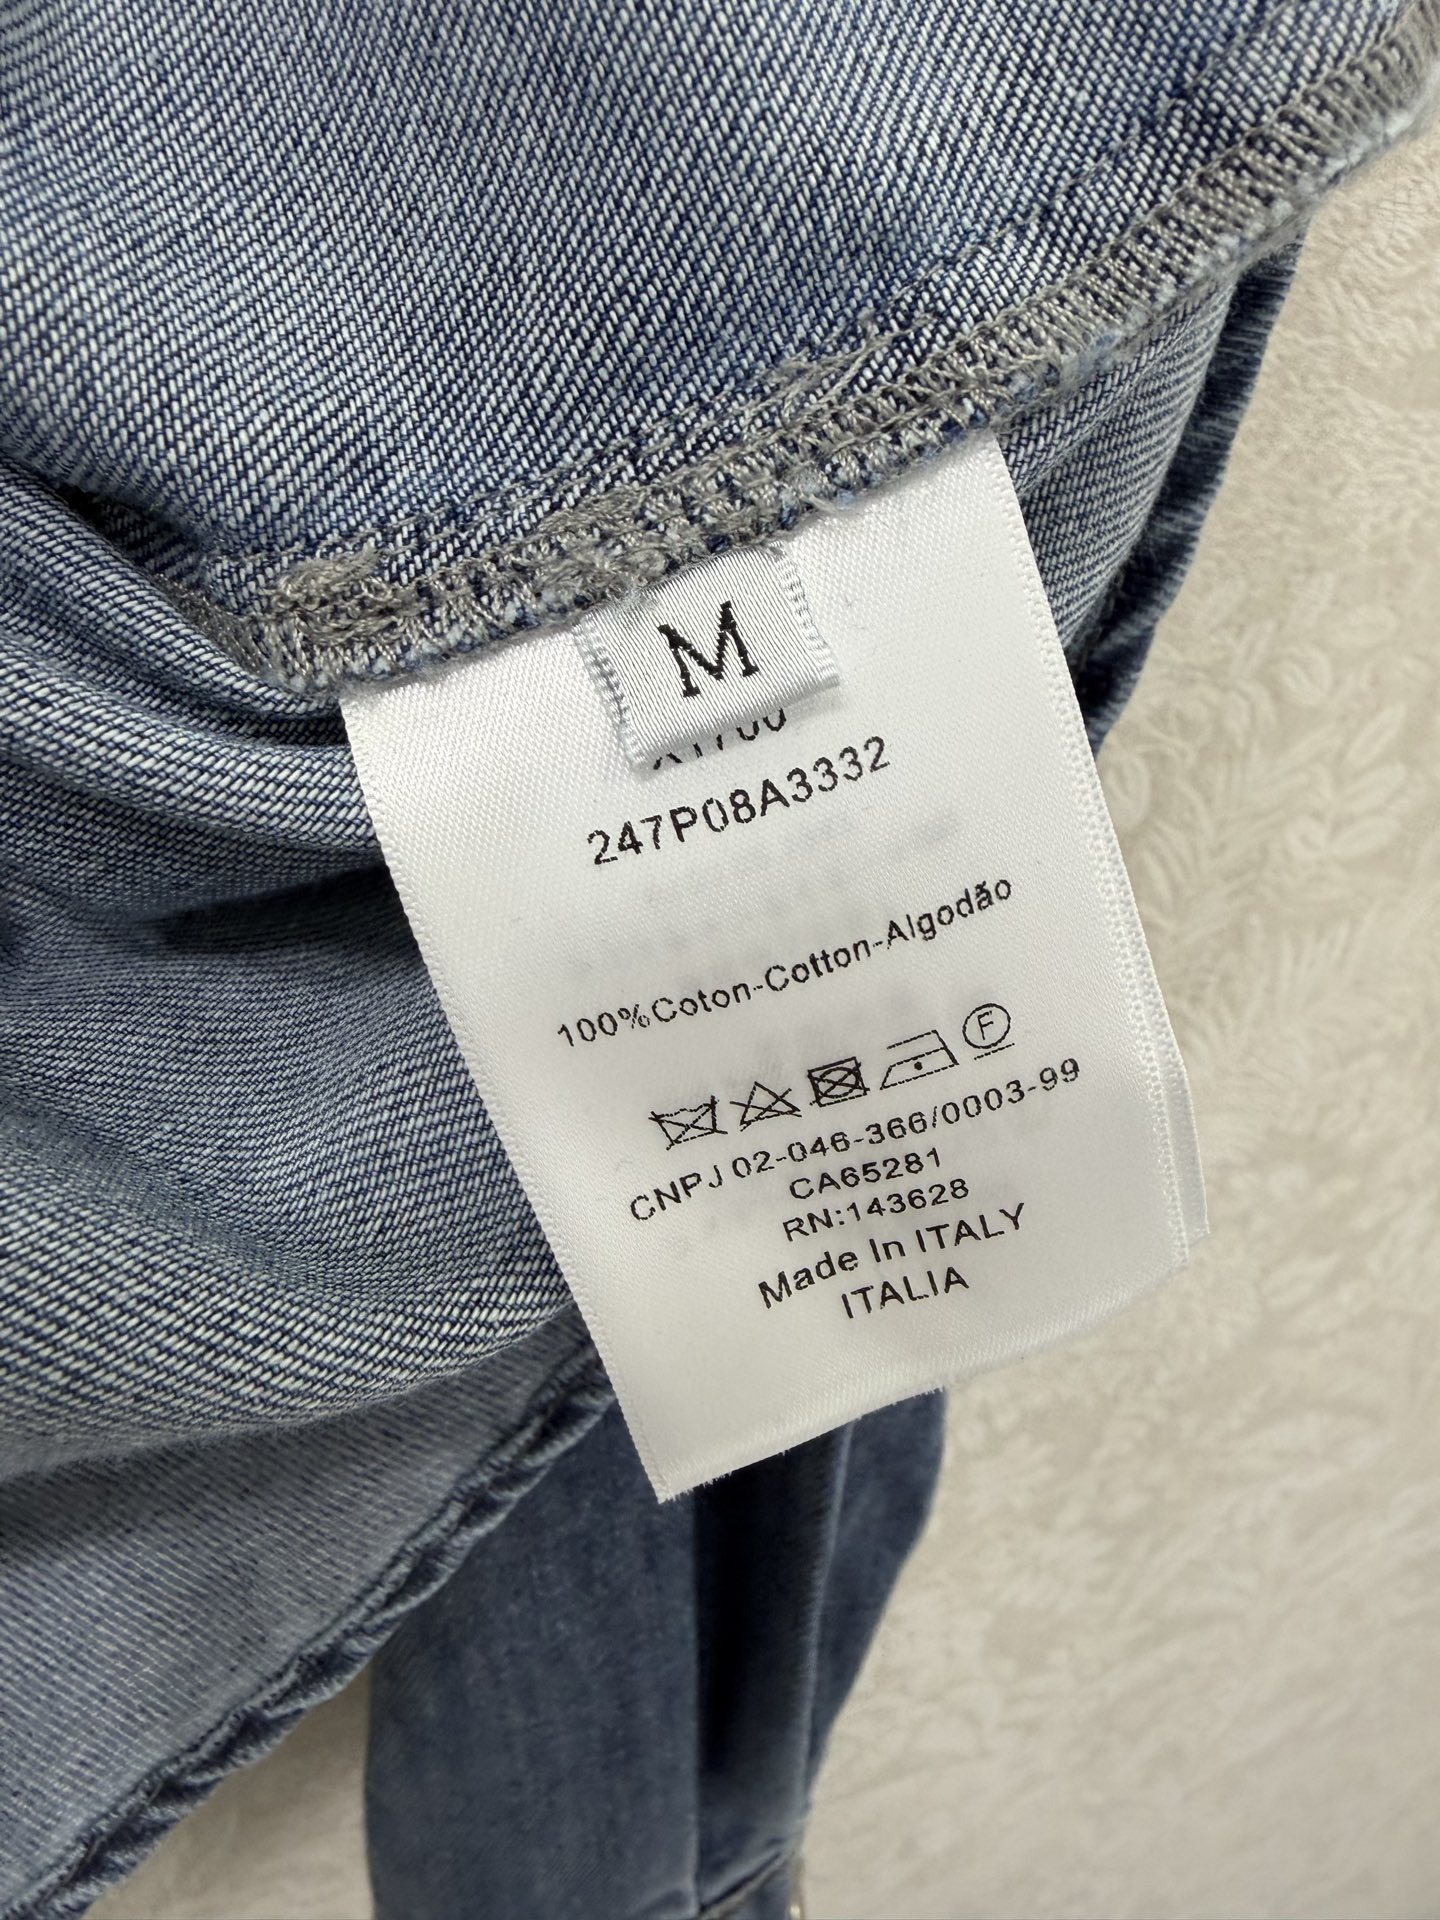 M
247P08A3332
100%Coton-Cotton-Algodão
F
CNPJ 02-046-366/0003-99
CA65281
RN:143628
Made In ITALY
ITALIA